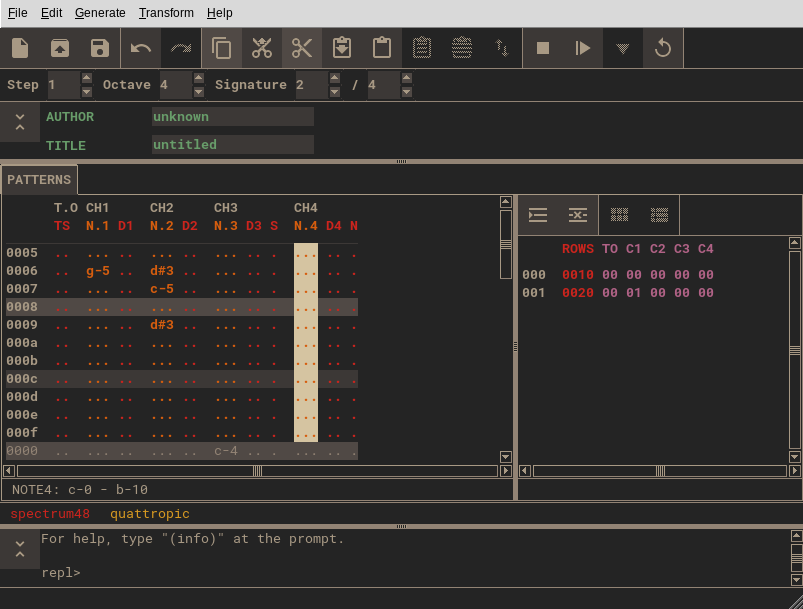 File Edit Generate Transform Help
Step 1 Octave 4 Signature 2 / 4
AUTHOR unknown
TITLE untitled
PATTERNS
T.O CH1 CH2 CH3 CH4
TS N.1 D1 N.2 D2 N.3 D3 S N.4 D4 N
ROWS TO C1 C2 C3 C4
0005 .. ... .. ... .. ... .. . ... .. .
0006 .. g-5 .. d#3 .. ... .. . ... .. .
000 0010 00 00 00 00 00
0007 .. ... .. c-5 .. ... .. . ... .. .
001 0020 00 01 00 00 00
0008 .. ... .. ... .. ... .. . ... .. .
0009 .. ... .. d#3 .. ... .. . ... .. .
000a .. ... .. ... .. ... .. . ... .. .
000b .. ... .. ... .. ... .. . ... .. .
000c .. ... .. ... .. ... .. . ... .. .
000d .. ... .. ... .. ... .. . ... .. .
000e .. ... .. ... .. ... .. . ... .. .
000f .. ... .. ... .. ... .. . ... .. .
0000 .. ... .. ... .. c-4 .. . ... .. .
NOTE4: c-0 - b-10
spectrum48 quattropic
For help, type "(info)" at the prompt.
repl>